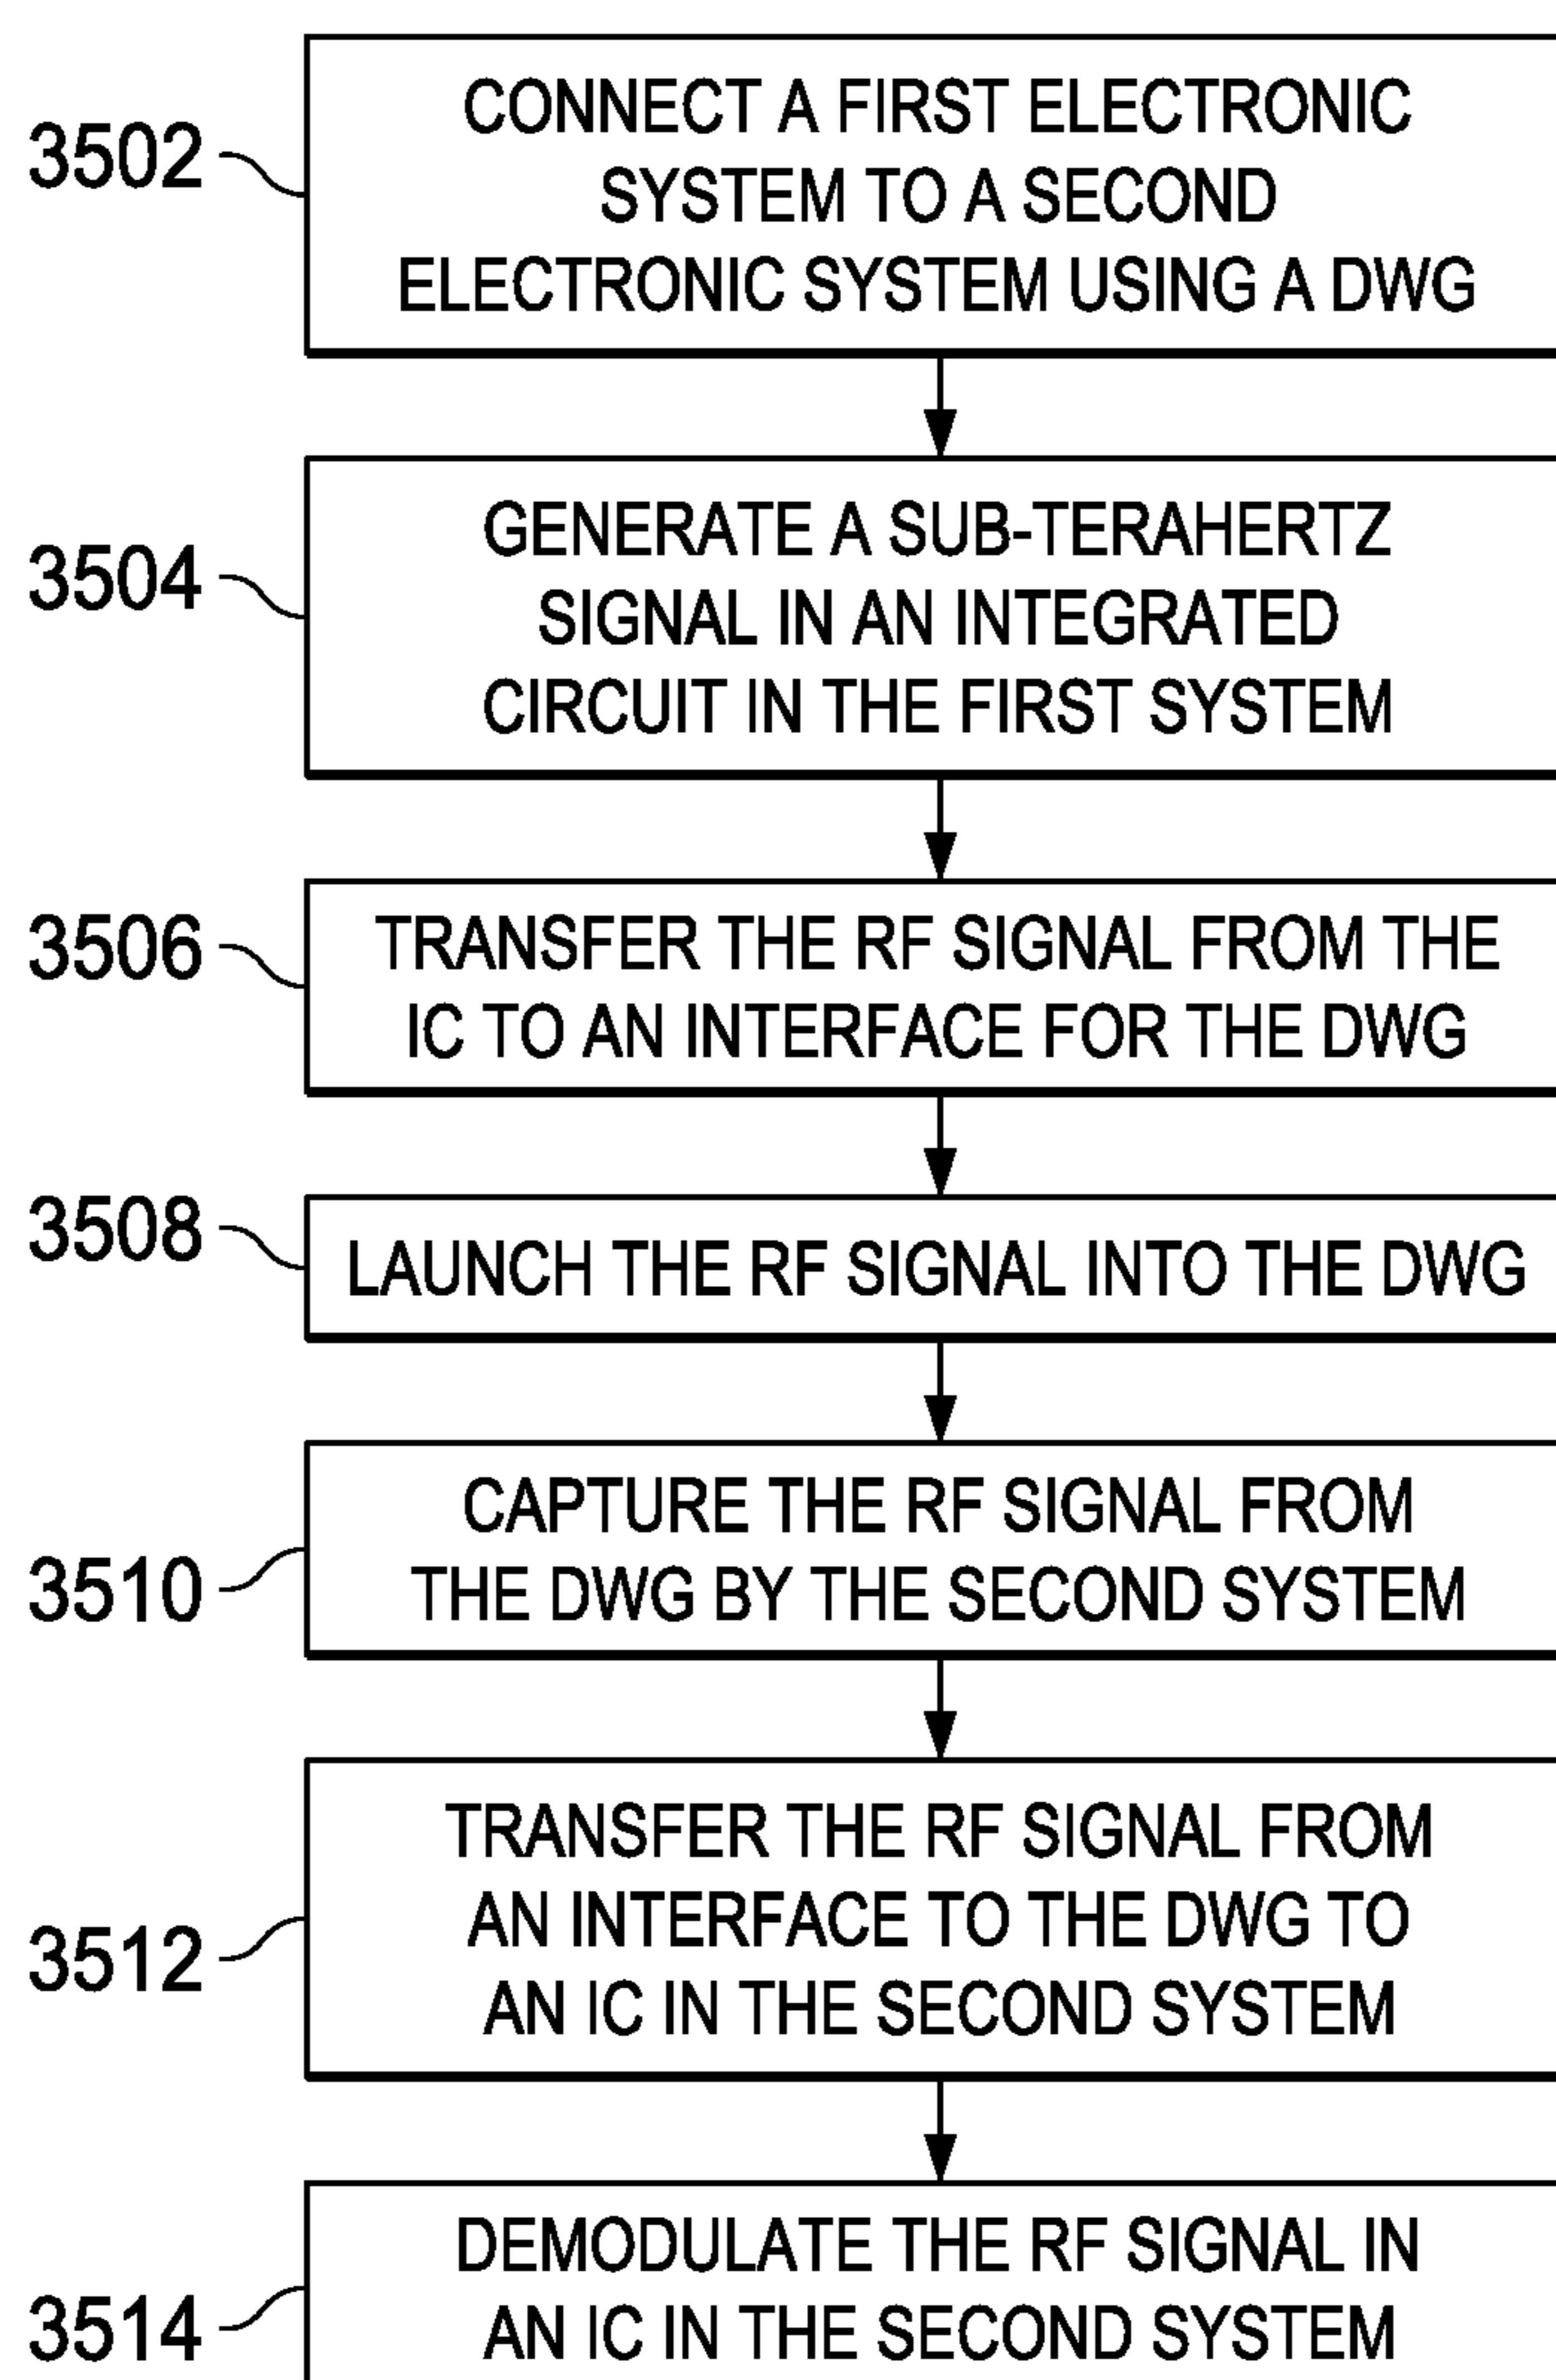 3502
CONNECT A FIRST ELECTRONIC
SYSTEM TO A SECOND
ELECTRONIC SYSTEM USING A DWG
3504
GENERATE A SUB-TERAHERTZ
SIGNAL IN AN INTEGRATED
CIRCUIT IN THE FIRST SYSTEM
3506
TRANSFER THE RF SIGNAL FROM THE
IC TO AN INTERFACE FOR THE DWG
3508
LAUNCH THE RF SIGNAL INTO THE DWG
3510
CAPTURE THE RF SIGNAL FROM
THE DWG BY THE SECOND SYSTEM
3512
TRANSFER THE RF SIGNAL FROM
AN INTERFACE TO THE DWG TO
AN IC IN THE SECOND SYSTEM
3514
DEMODULATE THE RF SIGNAL IN
AN IC IN THE SECOND SYSTEM